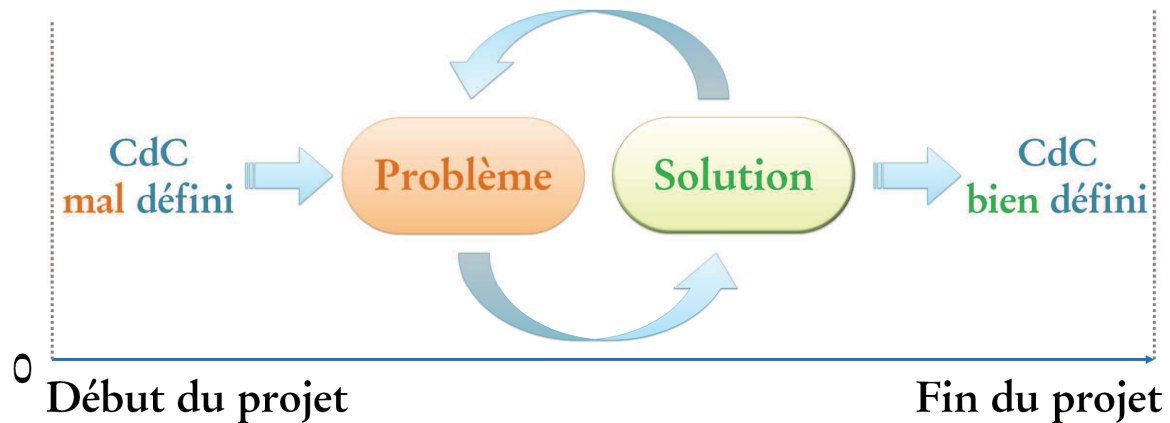 CdC
mal défini
Problème
Solution
CdC
bien défini
0
Début du projet
Fin du projet